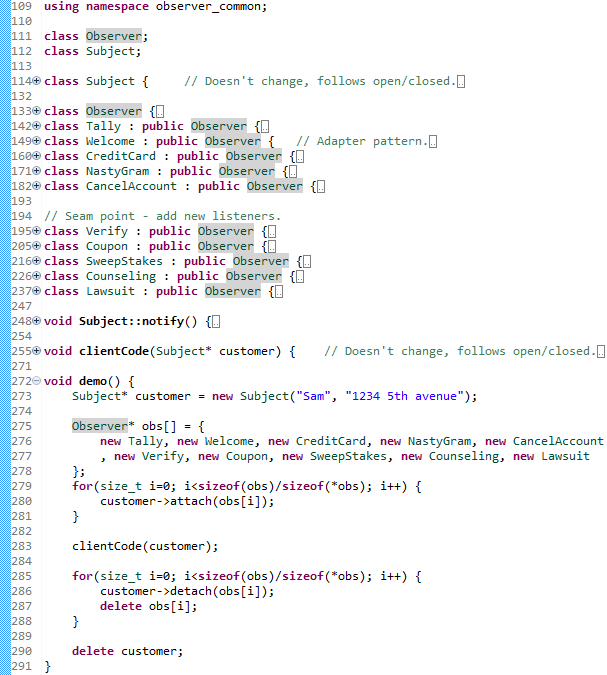 109 using namespace observer_common;
110
111 class Observer;
112 class Subject;
113
114 class Subject {     // Doesn't change, follows open/closed.
132
133 class Observer {
142 class Tally : public Observer {
149 class Welcome : public Observer {   // Adapter pattern.
160 class CreditCard : public Observer {
171 class NastyGram : public Observer {
182 class CancelAccount : public Observer {
193
194 // Seam point - add new listeners.
195 class Verify : public Observer {
205 class Coupon : public Observer {
216 class SweepStakes : public Observer {
226 class Counseling : public Observer {
237 class Lawsuit : public Observer {
247
248 void Subject::notify() {
254
255 void clientCode(Subject* customer) {    // Doesn't change, follows open/closed.
271
272 void demo() {
273     Subject* customer = new Subject("Sam", "1234 5th avenue");
274
275     Observer* obs[] = {
276         new Tally, new Welcome, new CreditCard, new NastyGram, new CancelAccount
277         , new Verify, new Coupon, new SweepStakes, new Counseling, new Lawsuit
278     };
279     for(size_t i=0; i<sizeof(obs)/sizeof(*obs); i++) {
280         customer->attach(obs[i]);
281     }
282
283     clientCode(customer);
284
285     for(size_t i=0; i<sizeof(obs)/sizeof(*obs); i++) {
286         customer->detach(obs[i]);
287         delete obs[i];
288     }
289
290     delete customer;
291 }